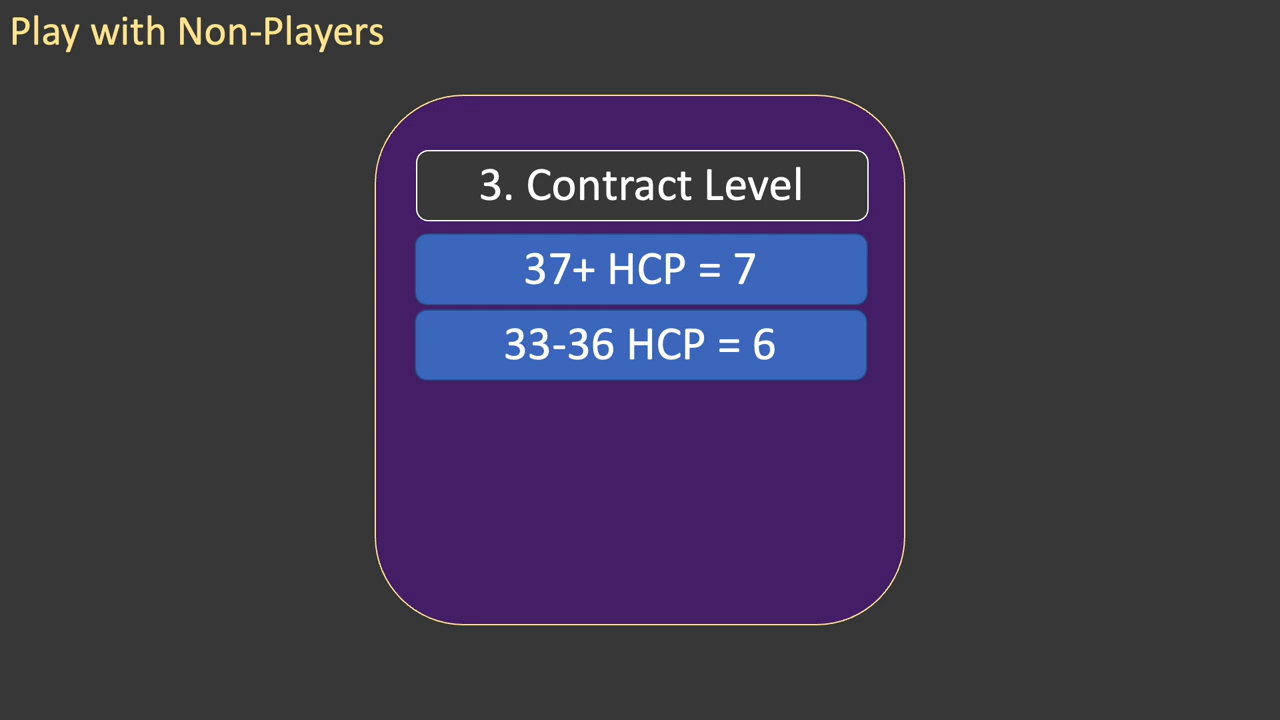 Play with Non-Players
3. Contract Level
37+ HCP = 7
33-36 HCP = 6